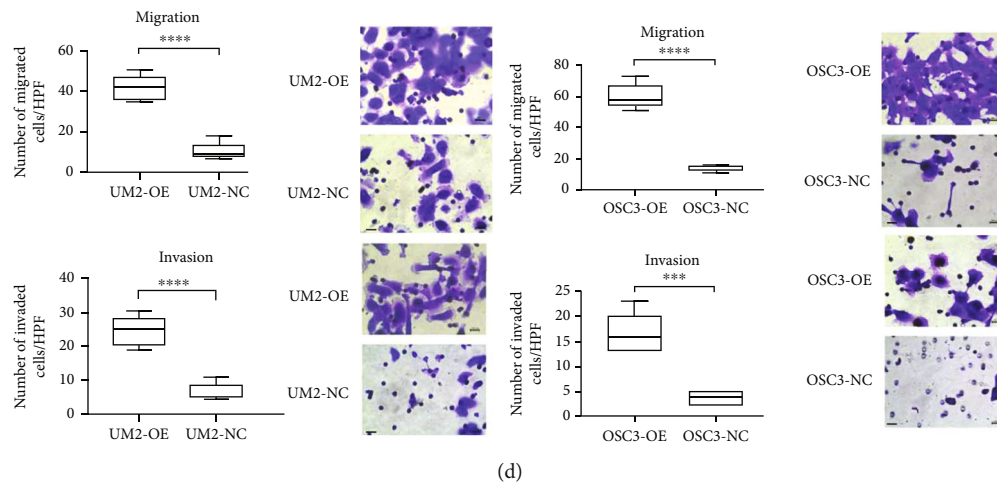 Migration
****
Number of migrated
cells/HPF
60
40
20
0
UM2-OE UM2-NC
UM2-OE
UM2-NC
Invasion
****
Number of invaded
cells/HPF
40
30
20
10
0
UM2-OE UM2-NC
UM2-OE
UM2-NC
Migration
****
Number of migrated
cells/HPF
80
60
40
20
0
OSC3-OE OSC3-NC
OSC3-OE
OSC3-NC
Invasion
***
Number of invaded
cells/HPF
25
20
15
10
5
0
OSC3-OE OSC3-NC
OSC3-OE
OSC3-NC
(d)